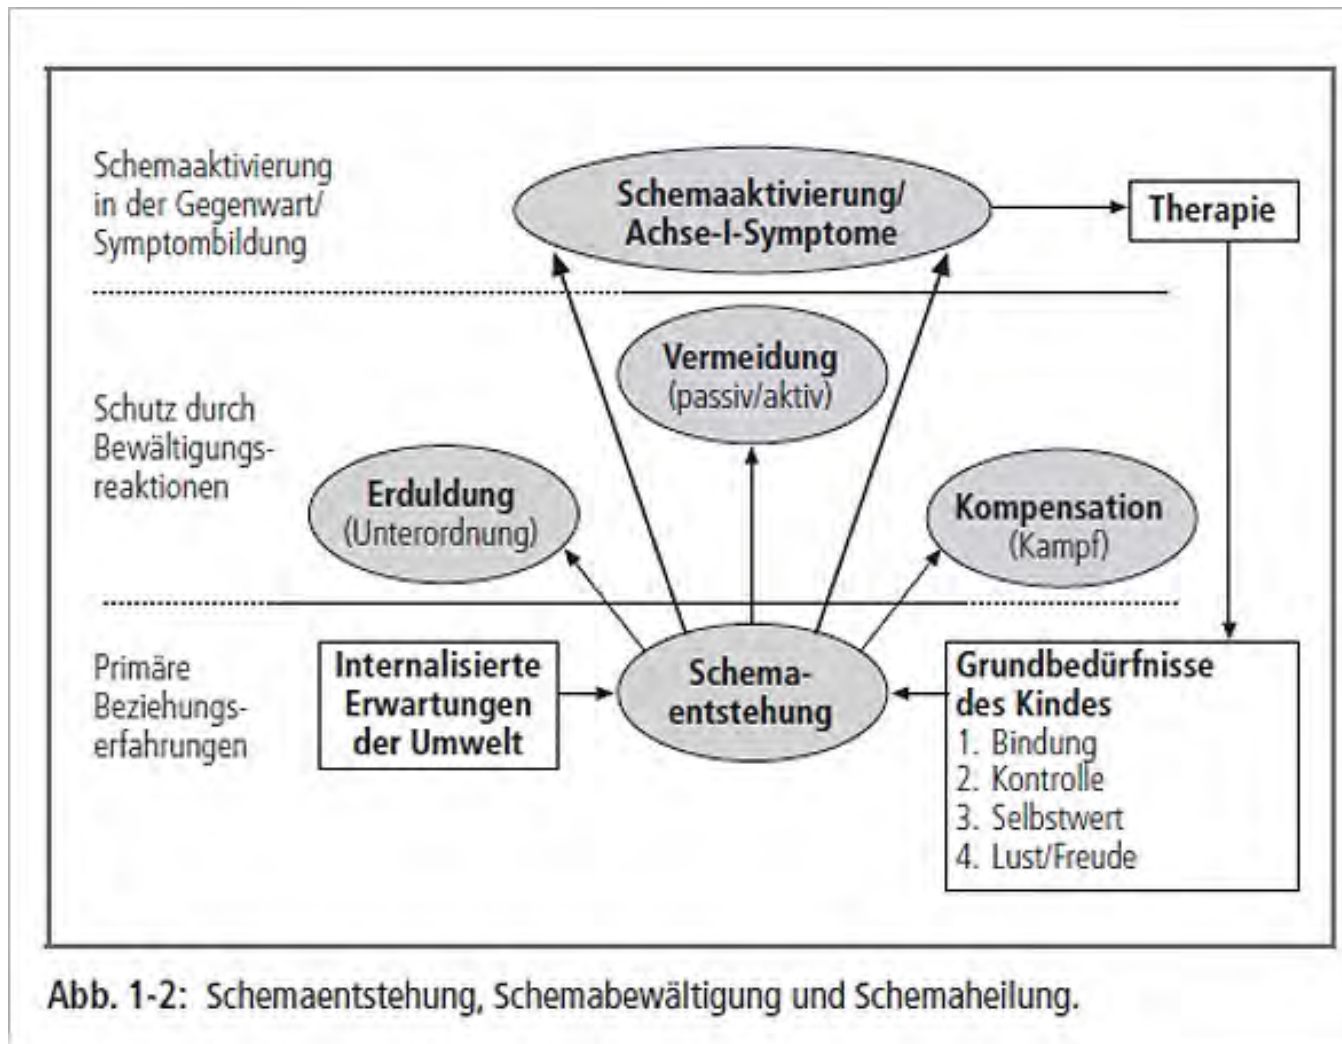 Schemaaktivierung
in der Gegenwart/
Symptombildung
Schemaaktivierung/
Achse-I-Symptome
Therapie
Schutz durch
Bewältigungs-
reaktionen
Vermeidung
(passiv/aktiv)
Erduldung
(Unterordnung)
Kompensation
(Kampf)
Primäre
Beziehungs-
erfahrungen
Internalisierte
Erwartungen
der Umwelt
Schema-
entstehung
Grundbedürfnisse
des Kindes
1. Bindung
2. Kontrolle
3. Selbstwert
4. Lust/Freude
Abb. 1-2: Schemaentstehung, Schemabewältigung und Schemaheilung.